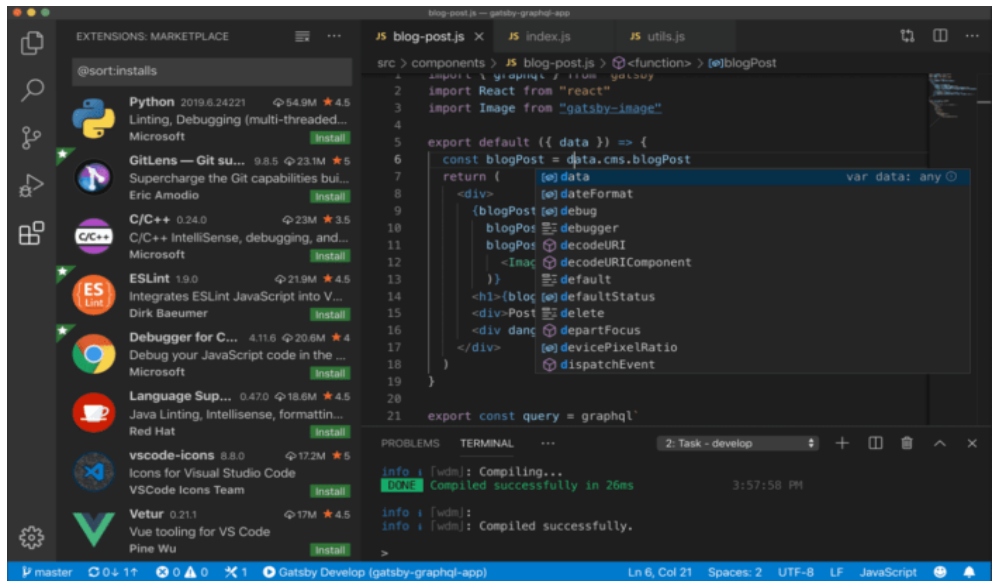 blog-post.js — gatsby-graphql-app
EXTENSIONS: MARKETPLACE
@sort:installs
Python 2019.6.24221 54.9M ★ 4.5
Linting, Debugging (multi-threaded...
Microsoft Install
GitLens — Git su... 9.8.5 23.1M ★ 5
Supercharge the Git capabilities bui...
Eric Amodio Install
C/C++ 0.24.0 23M ★ 3.5
C/C++ IntelliSense, debugging, and...
Microsoft Install
C/C++
ESLint 1.9.0 21.9M ★ 4.5
Integrates ESLint JavaScript into V...
Dirk Baeumer Install
ES
Lint
Debugger for C... 4.11.6 20.6M ★ 4
Debug your JavaScript code in the ...
Microsoft Install
Language Sup... 0.47.0 18.6M ★ 4.5
Java Linting, Intellisense, formattin...
Red Hat Install
vscode-icons 8.8.0 17.2M ★ 5
Icons for Visual Studio Code
VSCode Icons Team Install
Vetur 0.21.1 17M ★ 4.5
Vue tooling for VS Code
Pine Wu Install
JS blog-post.js × JS index.js JS utils.js
src > components > JS blog-post.js > <function> > blogPost
import { graphql } from "gatsby"
2 import React from "react"
3 import Image from "gatsby-image"
4
5 export default ({ data }) => {
6 const blogPost = data.cms.blogPost
7 return (
8 <div>
9 {blogPost
10 blogPos
11 blogPos
12 <Imag
13 )}
14 <h1>{blog
15 <div>Post
16 <div dang
17 </div>
18 )
19 }
20
21 export const query = graphql`
data var data: any
dateFormat
debug
debugger
decodeURI
decodeURIComponent
default
defaultStatus
delete
departFocus
devicePixelRatio
dispatchEvent
PROBLEMS TERMINAL ... 2: Task - develop
info ｢wdm｣: Compiling...
DONE Compiled successfully in 26ms 3:57:58 PM
info ｢wdm｣:
info ｢wdm｣: Compiled successfully.
>
master 0↓ 1↑ 0 0 1 Gatsby Develop (gatsby-graphql-app) Ln 6, Col 21 Spaces: 2 UTF-8 LF JavaScript